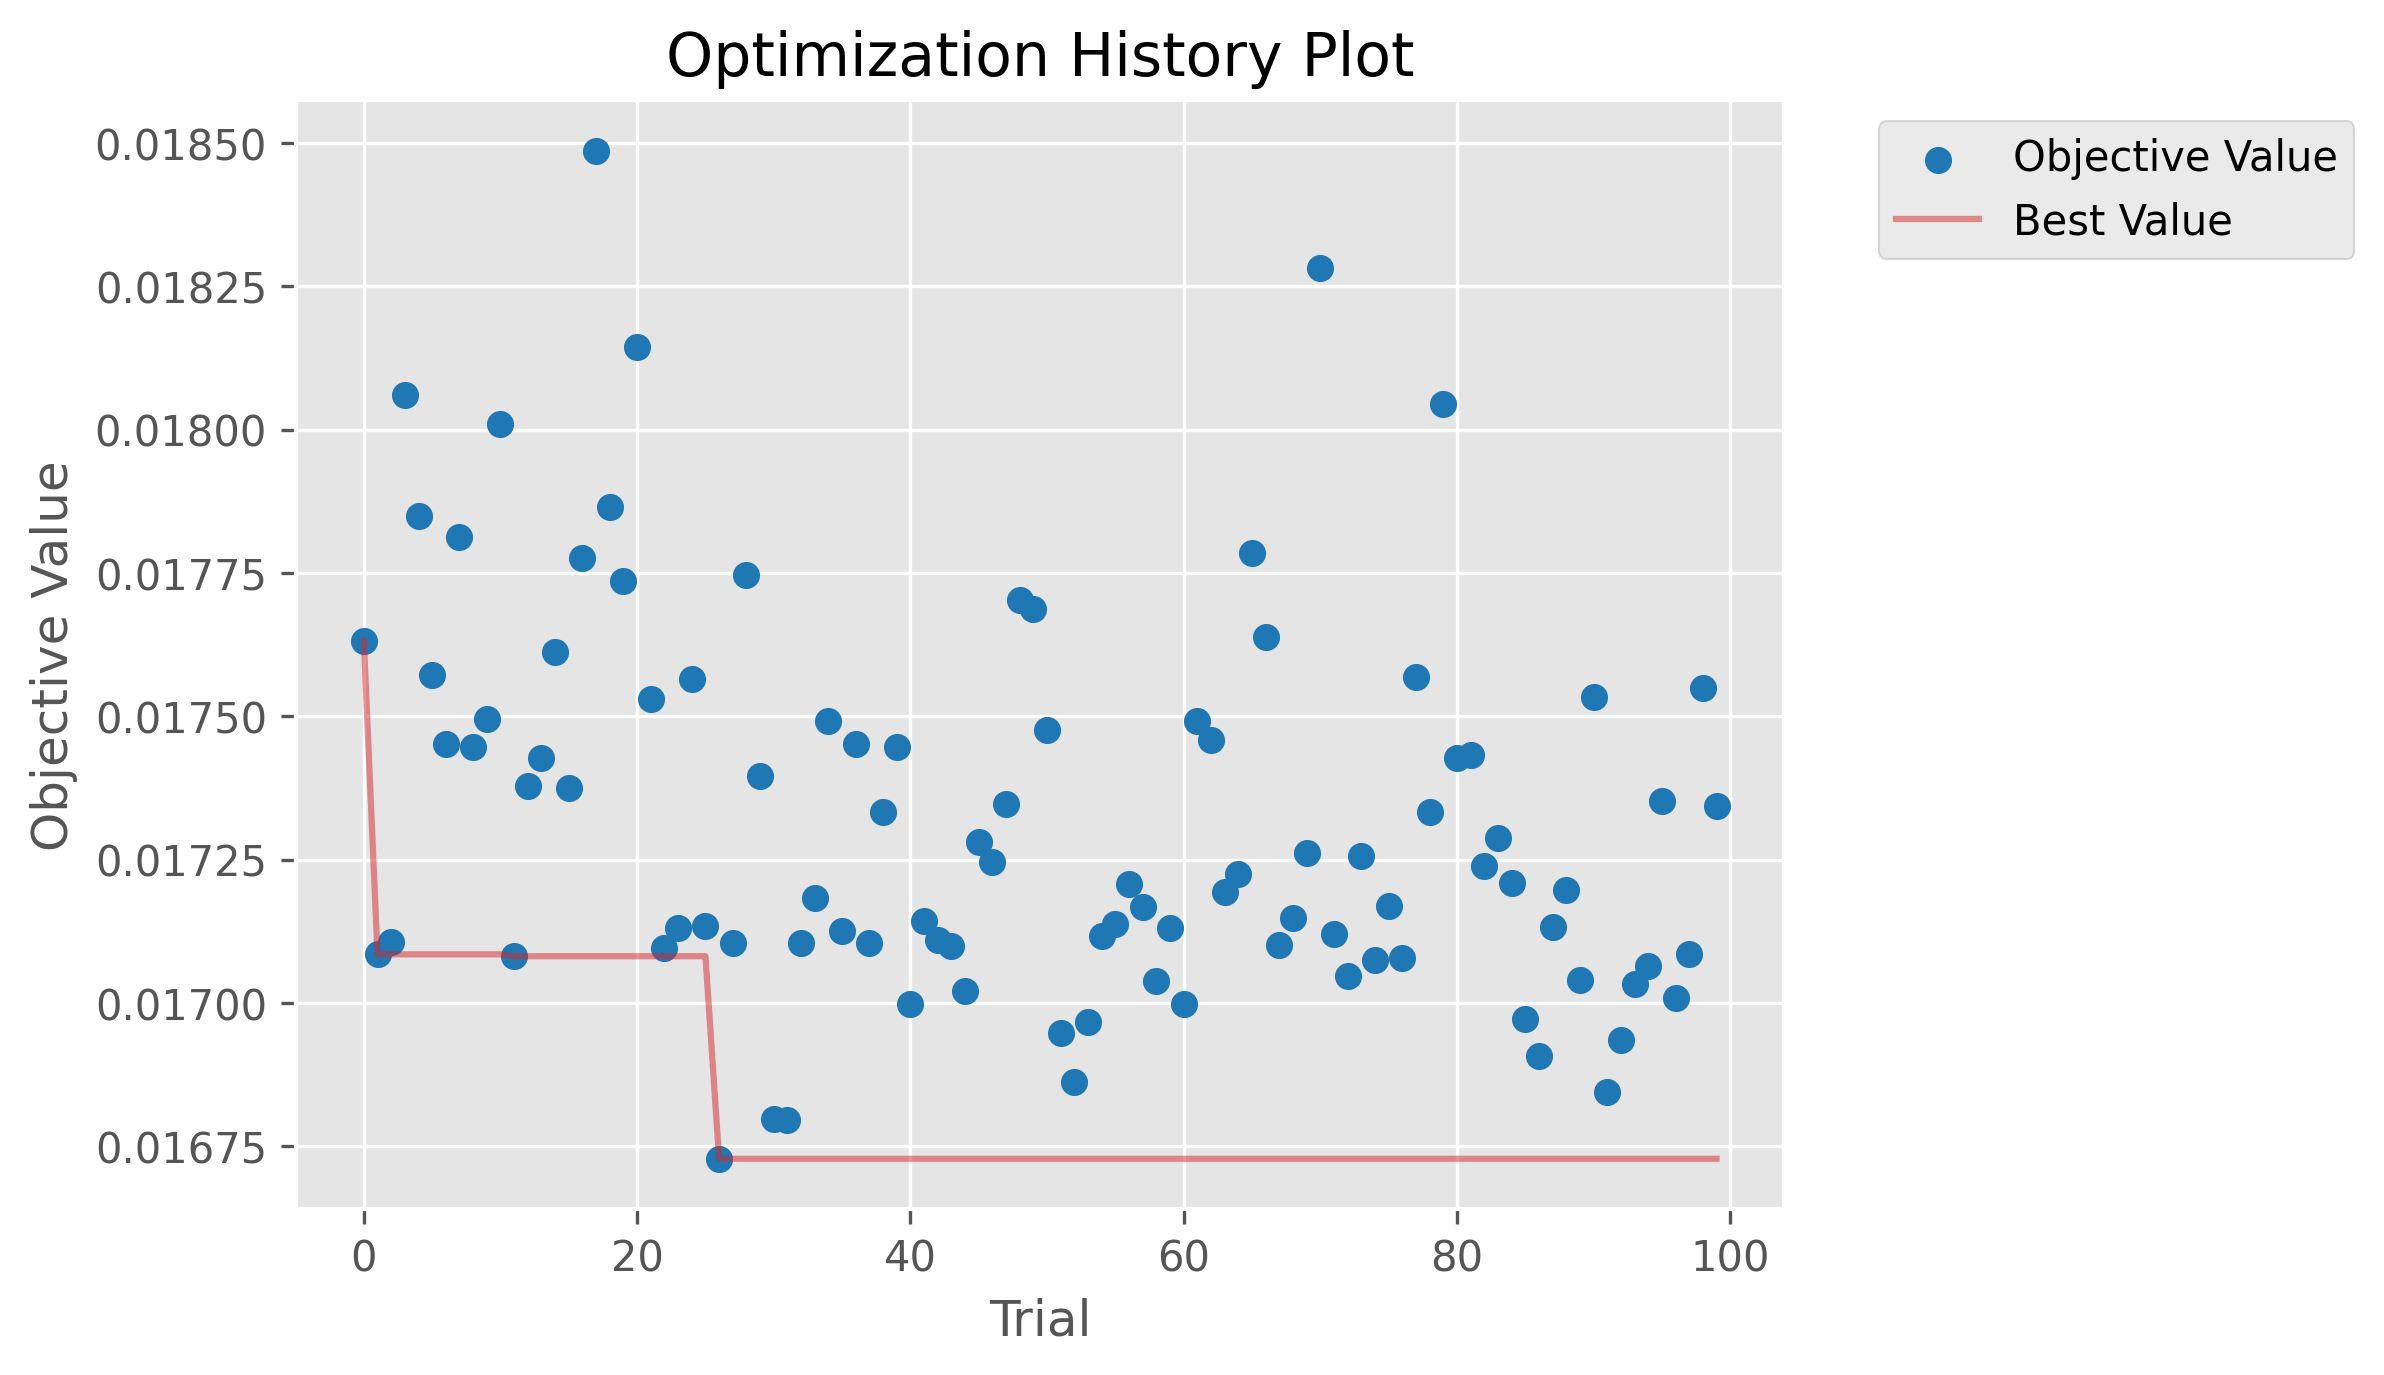 Optimization History Plot
Objective Value
Best Value
0.01850
0.01825
0.01800
0.01775
0.01750
0.01725
0.01700
0.01675
Objective Value
0 20 40 60 80 100
Trial